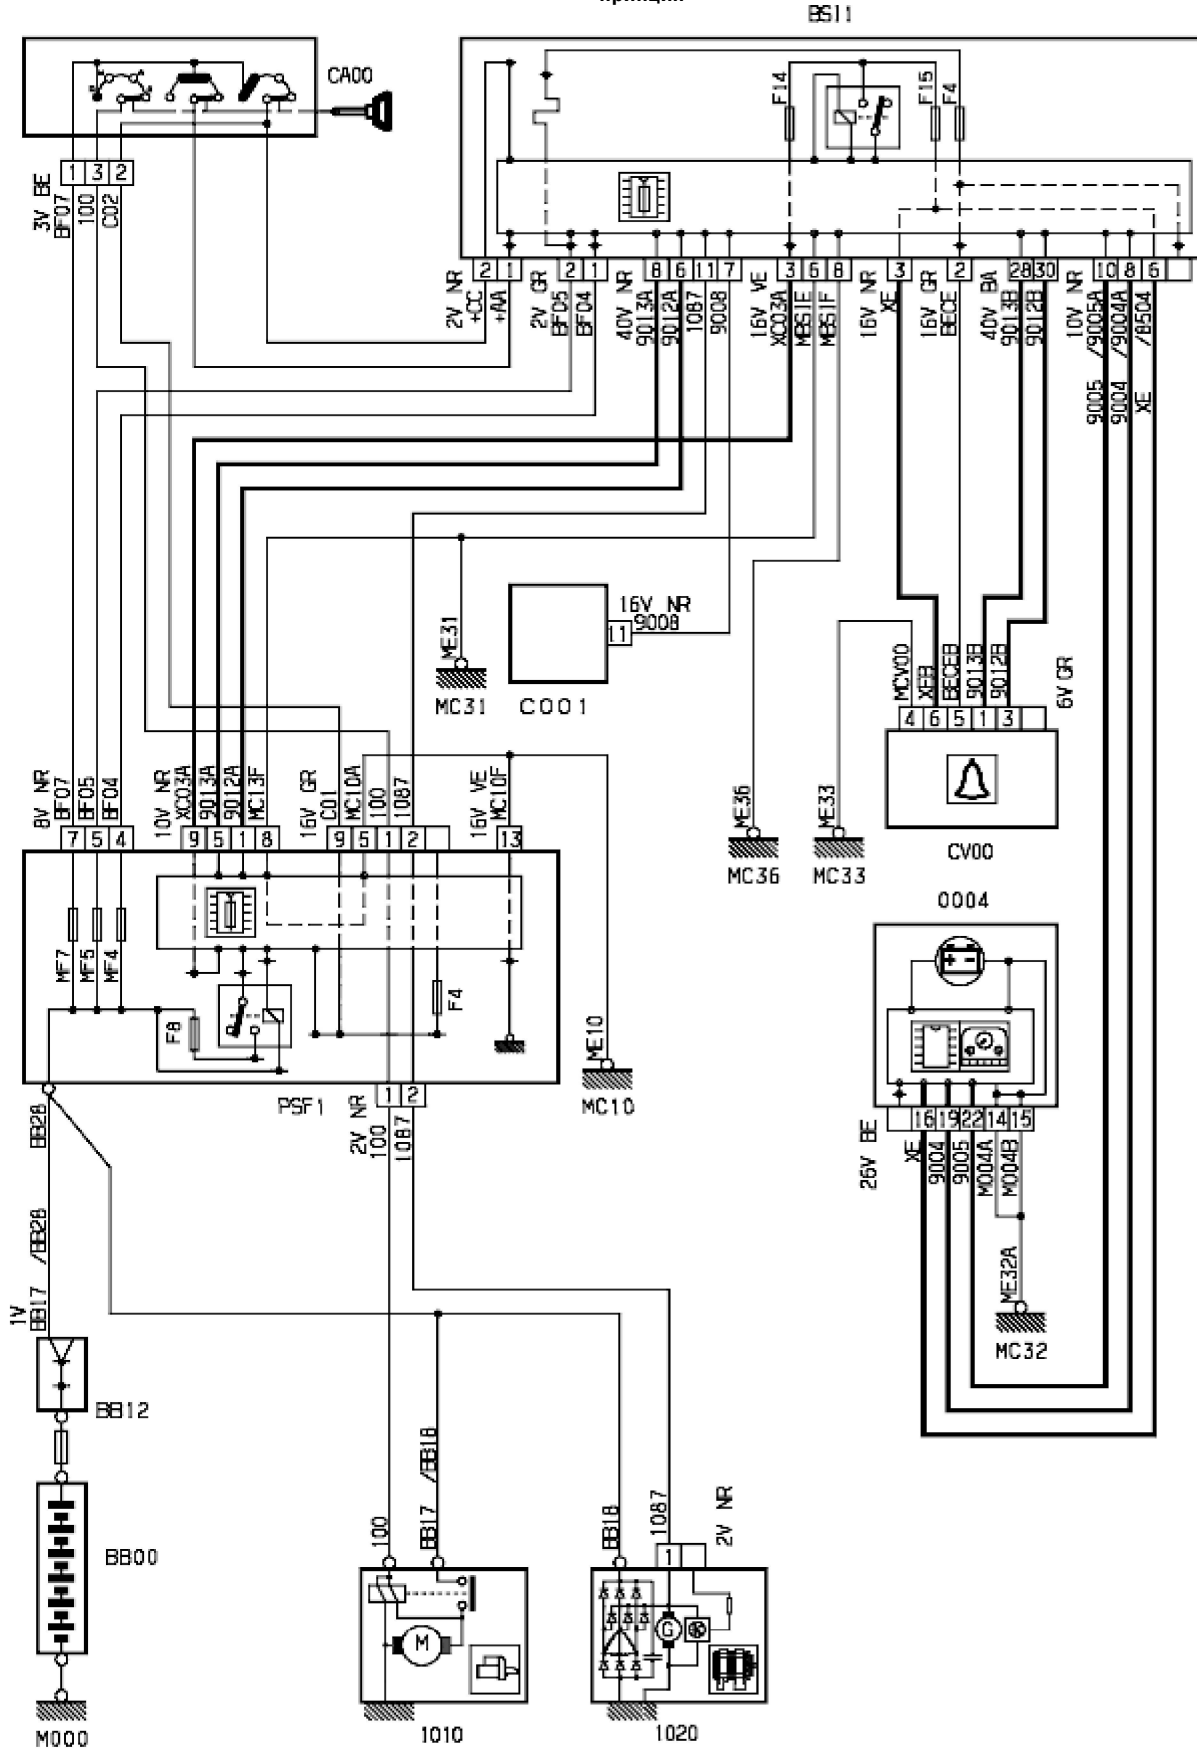 BSI1
CA00
F14
F15
F4
1 3 2
3V BE
BF07
100
C02
2 1
2 1
8 6 11 7
3 6 8
3
2
28 30
10 8 6
2V NR
+CC
+AA
2V GR
BF05
BF04
40V NR
9013A
9012A
1087
9008
16V VE
XC03A
MBS1E
MBS1F
16V NR
XE
16V GR
BECE
40V BA
9013B
9012B
10V NR
9005 /9005A
9004 /9004A
XE /8504
16V NR
9008
11
C001
ME31
MC31
MCV00
XEB
BECEB
9013B
9012B
6V GR
4 6 5 1 3
CV00
ME36
MC36
ME33
MC33
8V NR
BF07
BF05
BF04
10V NR
XC03A
9013A
9012A
MC13F
16V GR
C01
MC10A
100
1087
16V VE
MC10F
7 5 4
9 5 1 8
9 5 1 2
13
MF7
MF5
MF4
F8
F4
PSF1
ME10
MC10
1 2
2V NR
100
1087
0004
16 19 22 14 15
26V BE
XE
9004
9005
M004A
M004B
ME32A
MC32
BB28
/BB28
1V
BB17
BB12
BB00
M000
100
BB17 /BB18
M
1010
BB18
1087
2V NR
1
G
1020